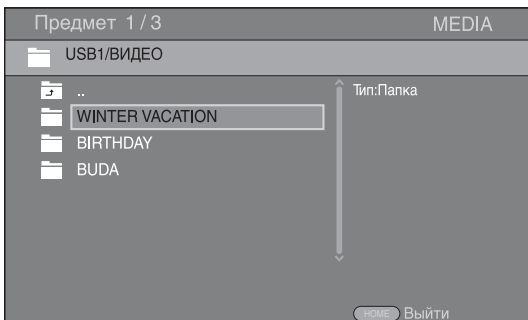 Предмет 1/3 MEDIA
USB1/ВИДЕО
..
WINTER VACATION
BIRTHDAY
BUDA
Тип:Папка
HOME Выйти